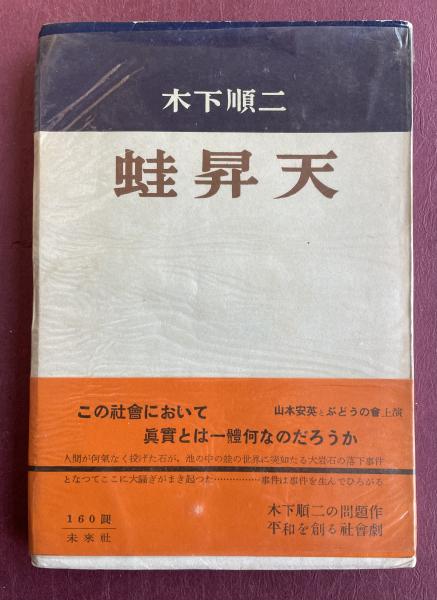 木下順二
蛙昇天
この社會において
眞實とは一體何なのだろうか
山本安英とぶどうの會上演
人間が何氣なく投げた石が、池の中の蛙の世界に突如たる大岩石の落下事件
となつてここに大騷ぎがまき起つた……………事件は事件を生んでひろがる
160圓
未來社
木下順二の問題作
平和を創る社會劇